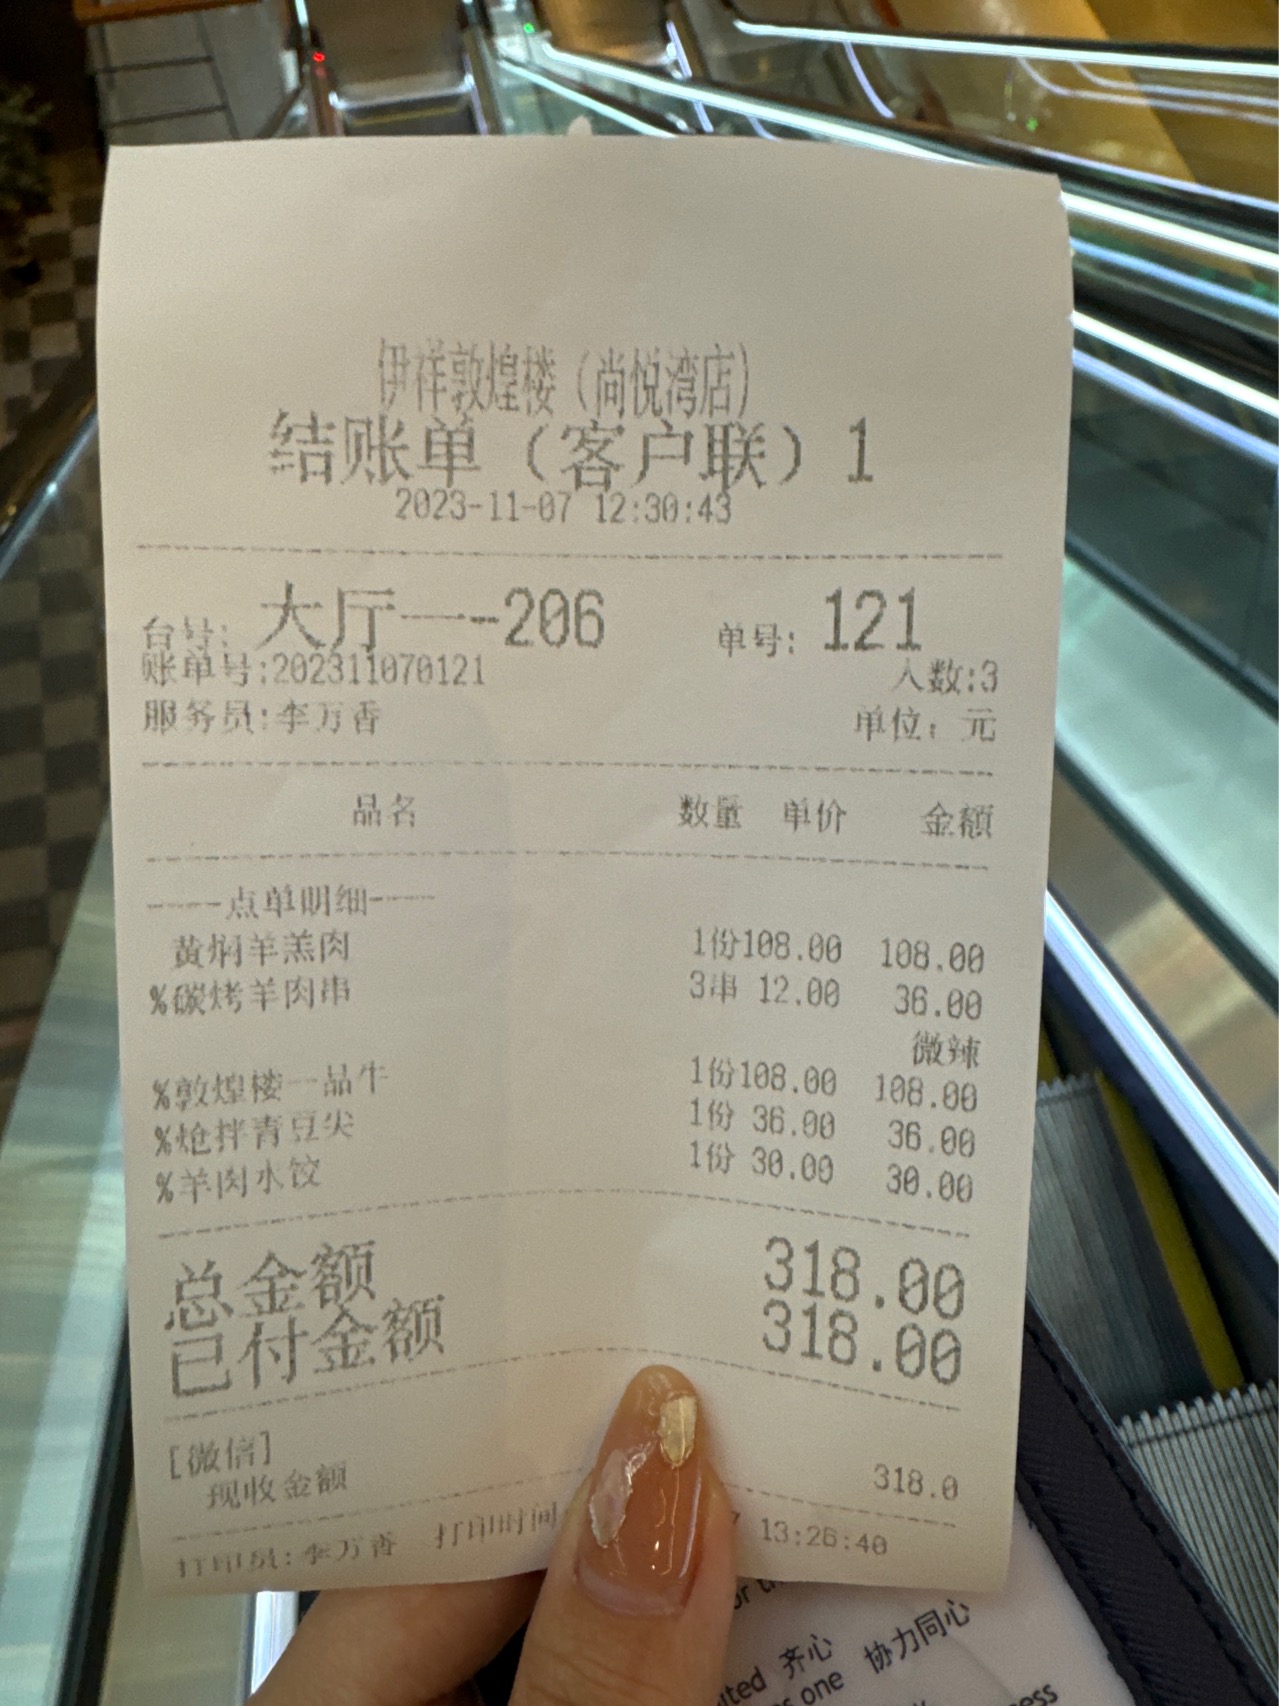 伊祥敦煌楼（尚悦湾店）
结账单（客户联）1
2023-11-07 12:30:43
台号: 大厅一-206 单号: 121
账单号:202311070121 人数:3
服务员:李万香 单位: 元
品名 数量 单价 金额
----点单明细----
黄焖羊羔肉 1份108.00 108.00
%碳烤羊肉串 3串 12.00 36.00
微辣
%敦煌楼一品牛 1份108.00 108.00
%炝拌青豆尖 1份 36.00 36.00
%羊肉水饺 1份 30.00 30.00
总金额 318.00
已付金额 318.00
[微信]
现收金额 318.0
打印员:李万香 打印时间 13:26:40
齐心
as one 协力同心